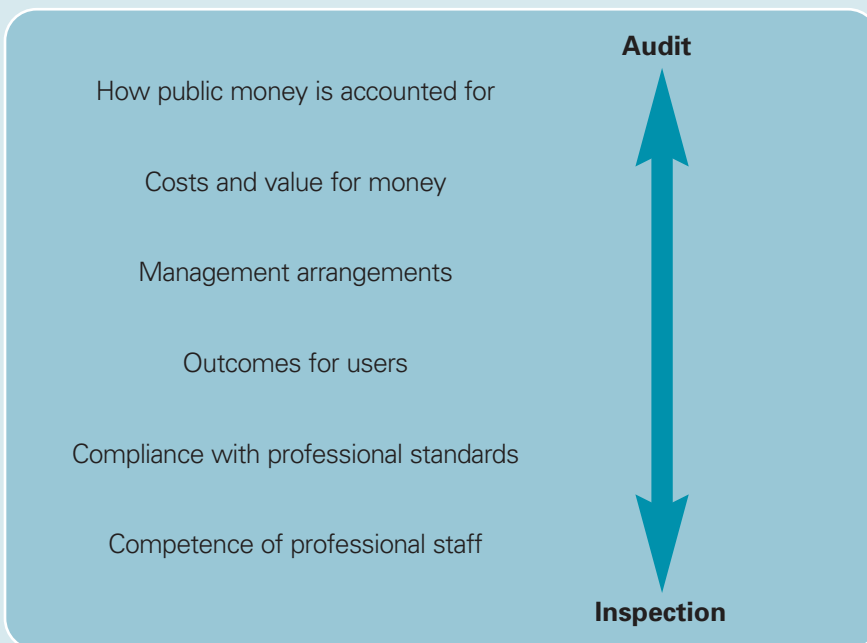 Audit
How public money is accounted for
Costs and value for money
Management arrangements
Outcomes for users
Compliance with professional standards
Competence of professional staff
Inspection